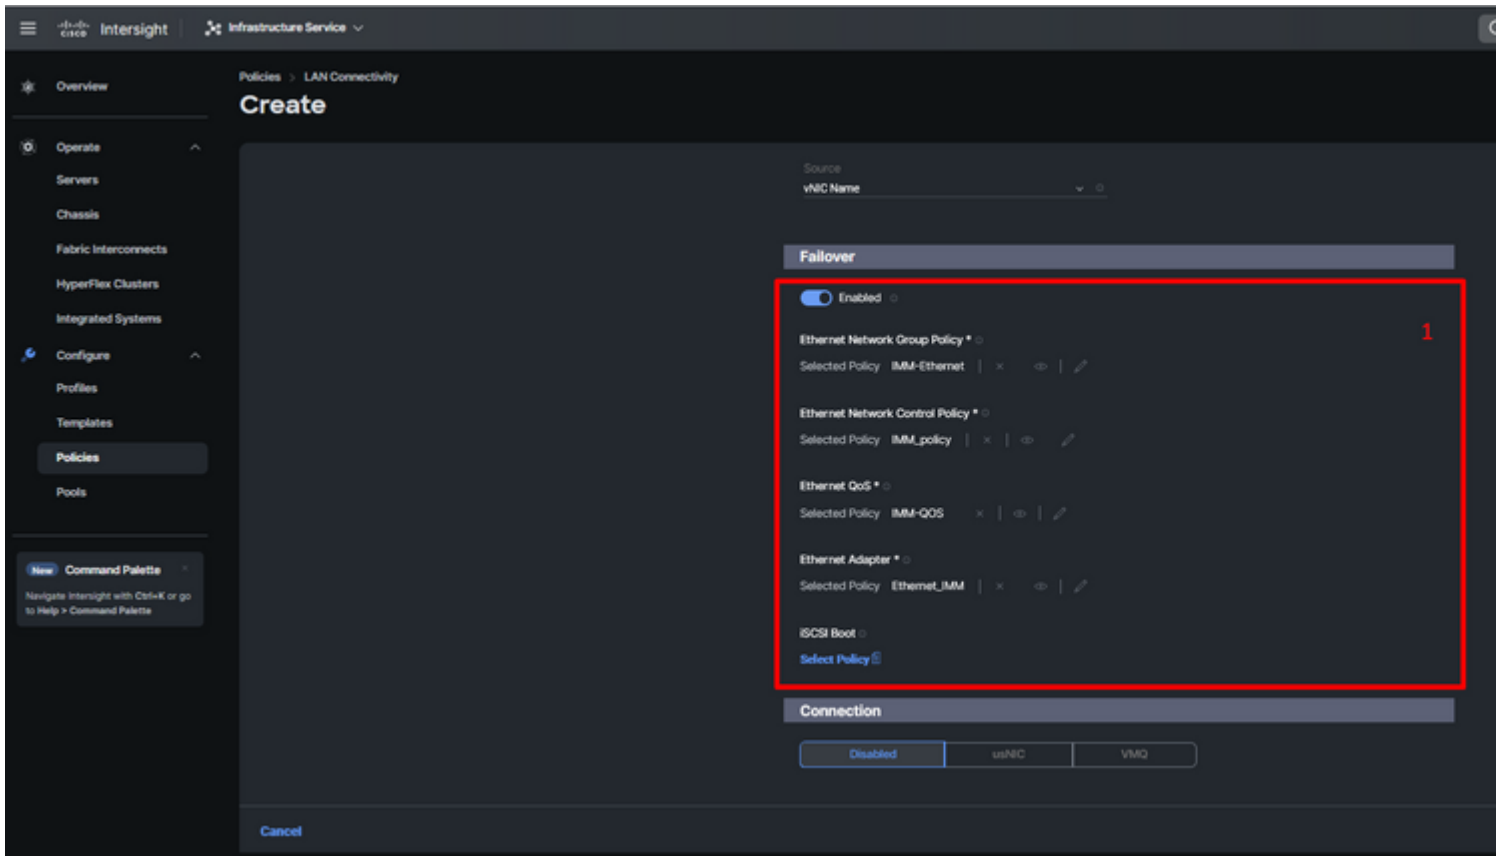 cisco Intersight Infrastructure Service
Overview
Operate
Servers
Chassis
Fabric Interconnects
HyperFlex Clusters
Integrated Systems
Configure
Profiles
Templates
Policies
Pools
New Command Palette
Navigate Intersight with Ctrl+K or go
to Help > Command Palette
Policies > LAN Connectivity
Create
Source
vNIC Name
Failover
Enabled
1
Ethernet Network Group Policy *
Selected Policy IMM-Ethernet
Ethernet Network Control Policy *
Selected Policy IMM_policy
Ethernet QoS *
Selected Policy IMM-QOS
Ethernet Adapter *
Selected Policy Ethernet_IMM
iSCSI Boot
Select Policy
Connection
Disabled usNIC VMQ
Cancel